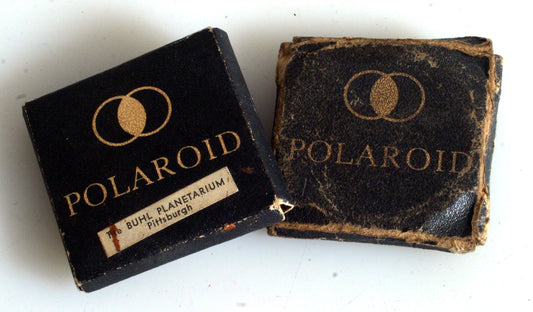 POLAROID
The BUHL PLANETARIUM
Pittsburgh
POLAROID